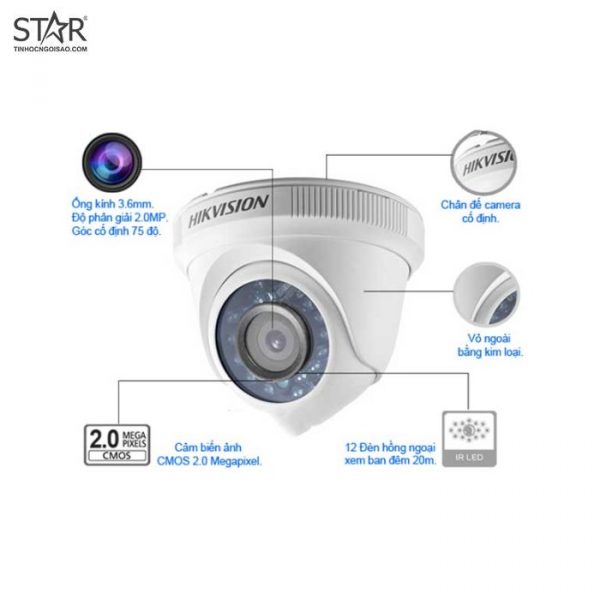 STAR®
TINHOCNGOISAO.COM
Ống kính 3.6mm.
Độ phân giải 2.0MP.
Góc cố định 75 độ.
HIKVISION
HIKVISI
Chân đế camera
cố định.
Vỏ ngoài
bằng kim loại.
2.0 MEGA
PIXELS
CMOS
Cảm biến ảnh
CMOS 2.0 Megapixel.
12 Đèn hồng ngoại
xem ban đêm 20m.
IR LED